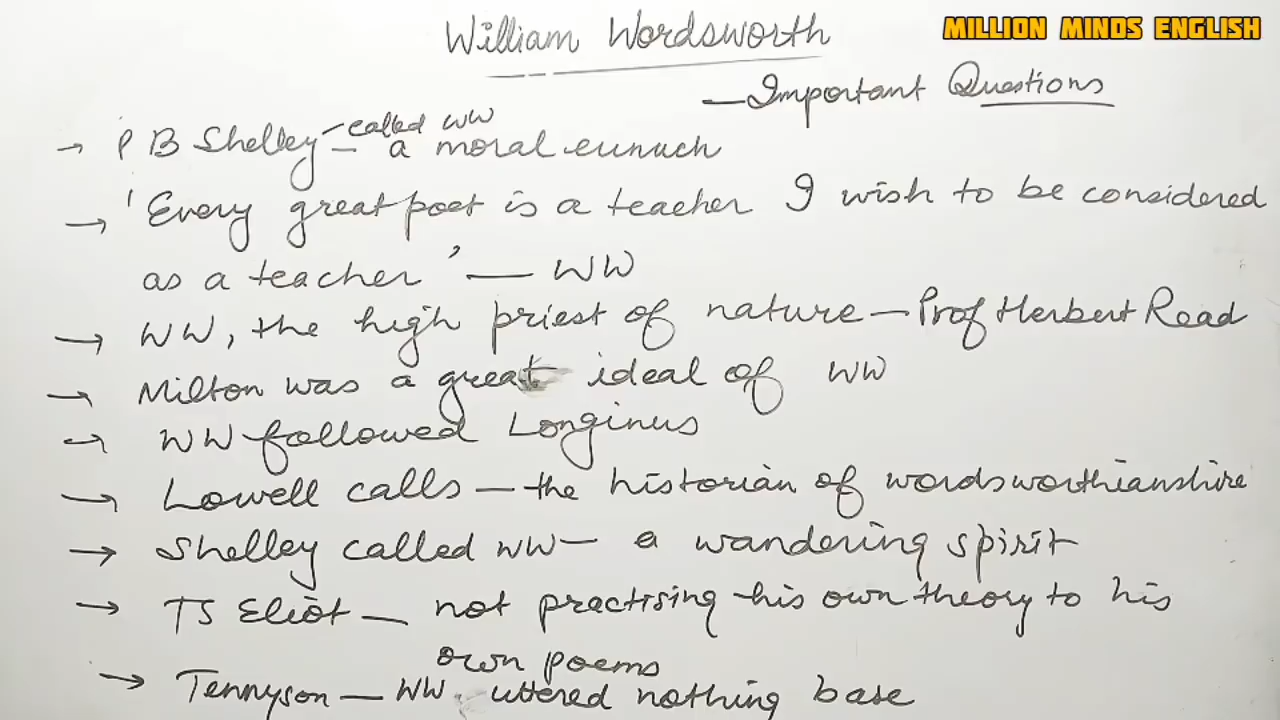 William Wordsworth
MILLION MINDS ENGLISH
— Important Questions
→ P B Shelley – called WW
— a moral eunuch
→ 'Every great poet is a teacher I wish to be considered
as a teacher' — WW
→ WW, the high priest of nature — Prof Herbert Read
→ Milton was a great ideal of WW
→ WW followed Longinus
→ Lowell calls — the historian of wordsworthianshire
→ Shelley called WW — a wandering spirit
→ TS Eliot — not practising his own theory to his
own poems
→ Tennyson — WW uttered nothing base